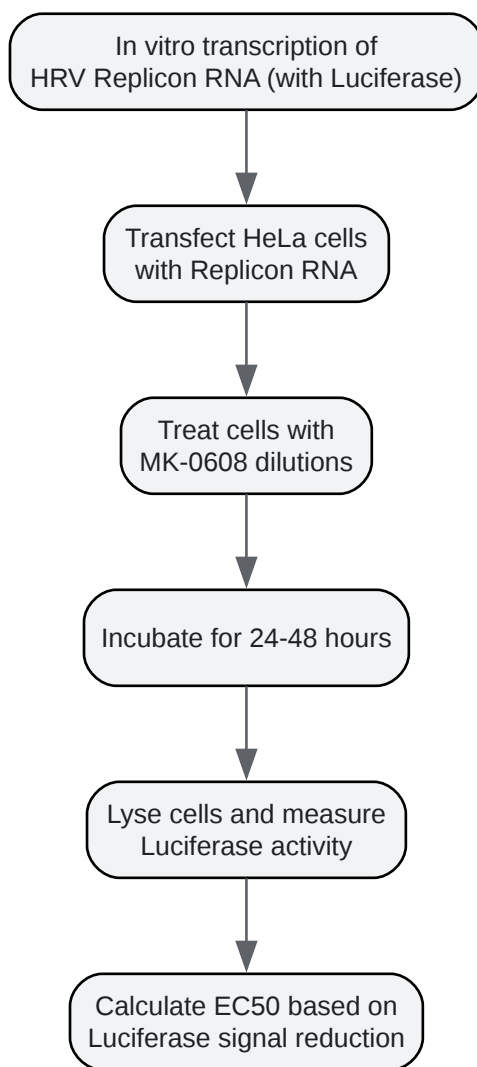 In vitro transcription of
HRV Replicon RNA (with Luciferase)
Transfect HeLa cells
with Replicon RNA
Treat cells with
MK-0608 dilutions
Incubate for 24-48 hours
Lyse cells and measure
Luciferase activity
Calculate EC50 based on
Luciferase signal reduction